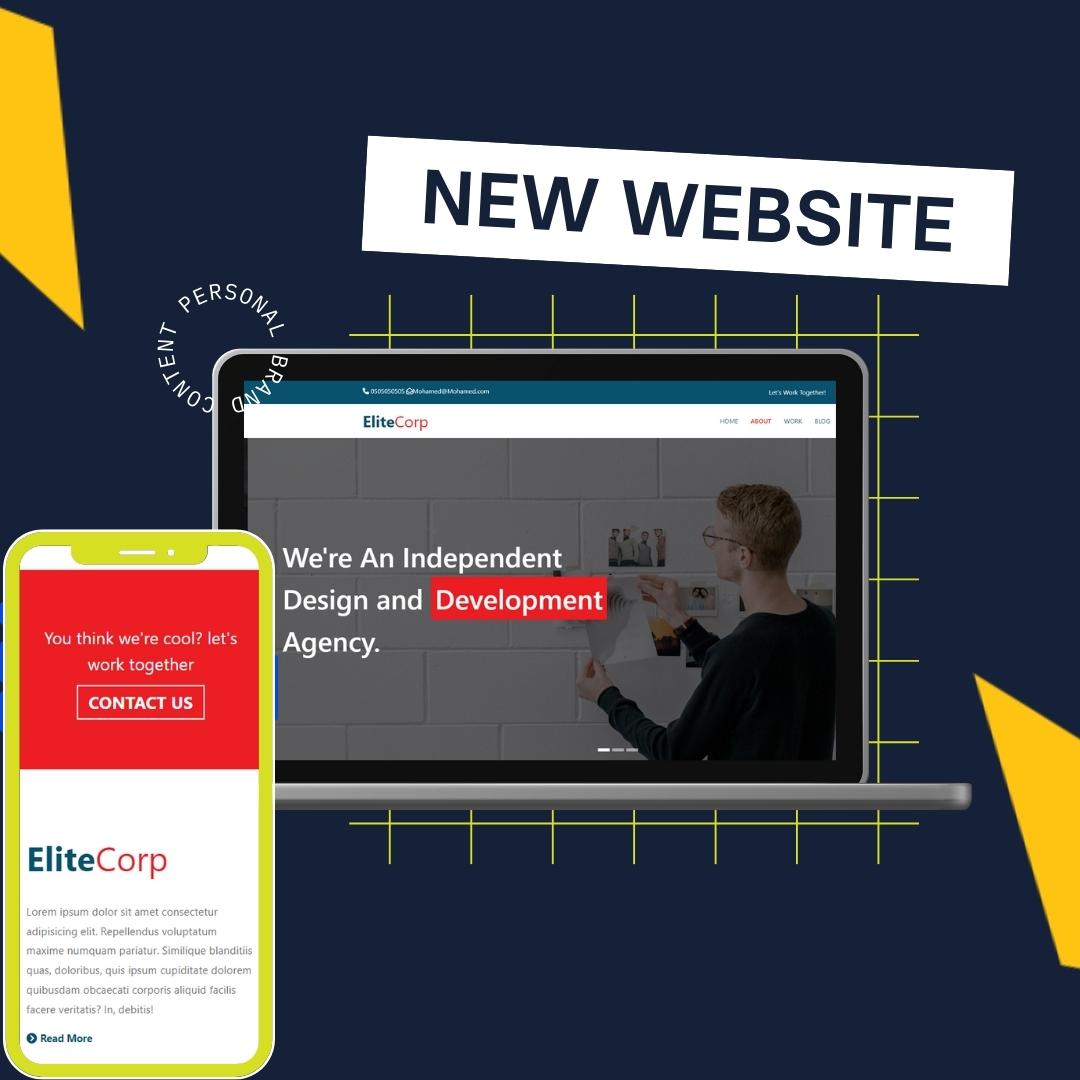 NEW WEBSITE
PERSONAL BRAND CONTENT
0505050505 Mohamed@Mohamed.com
Let's Work Together!
EliteCorp
HOME ABOUT WORK BLOG
We're An Independent
Design and Development
Agency.
You think we're cool? let's
work together
CONTACT US
EliteCorp
Lorem ipsum dolor sit amet consectetur
adipisicing elit. Repellendus voluptatum
maxime numquam pariatur. Similique blanditiis
quas, doloribus, quis ipsum cupiditate dolorem
quibusdam obcaecati corporis aliquid facilis
facere veritatis? In, debitis!
Read More